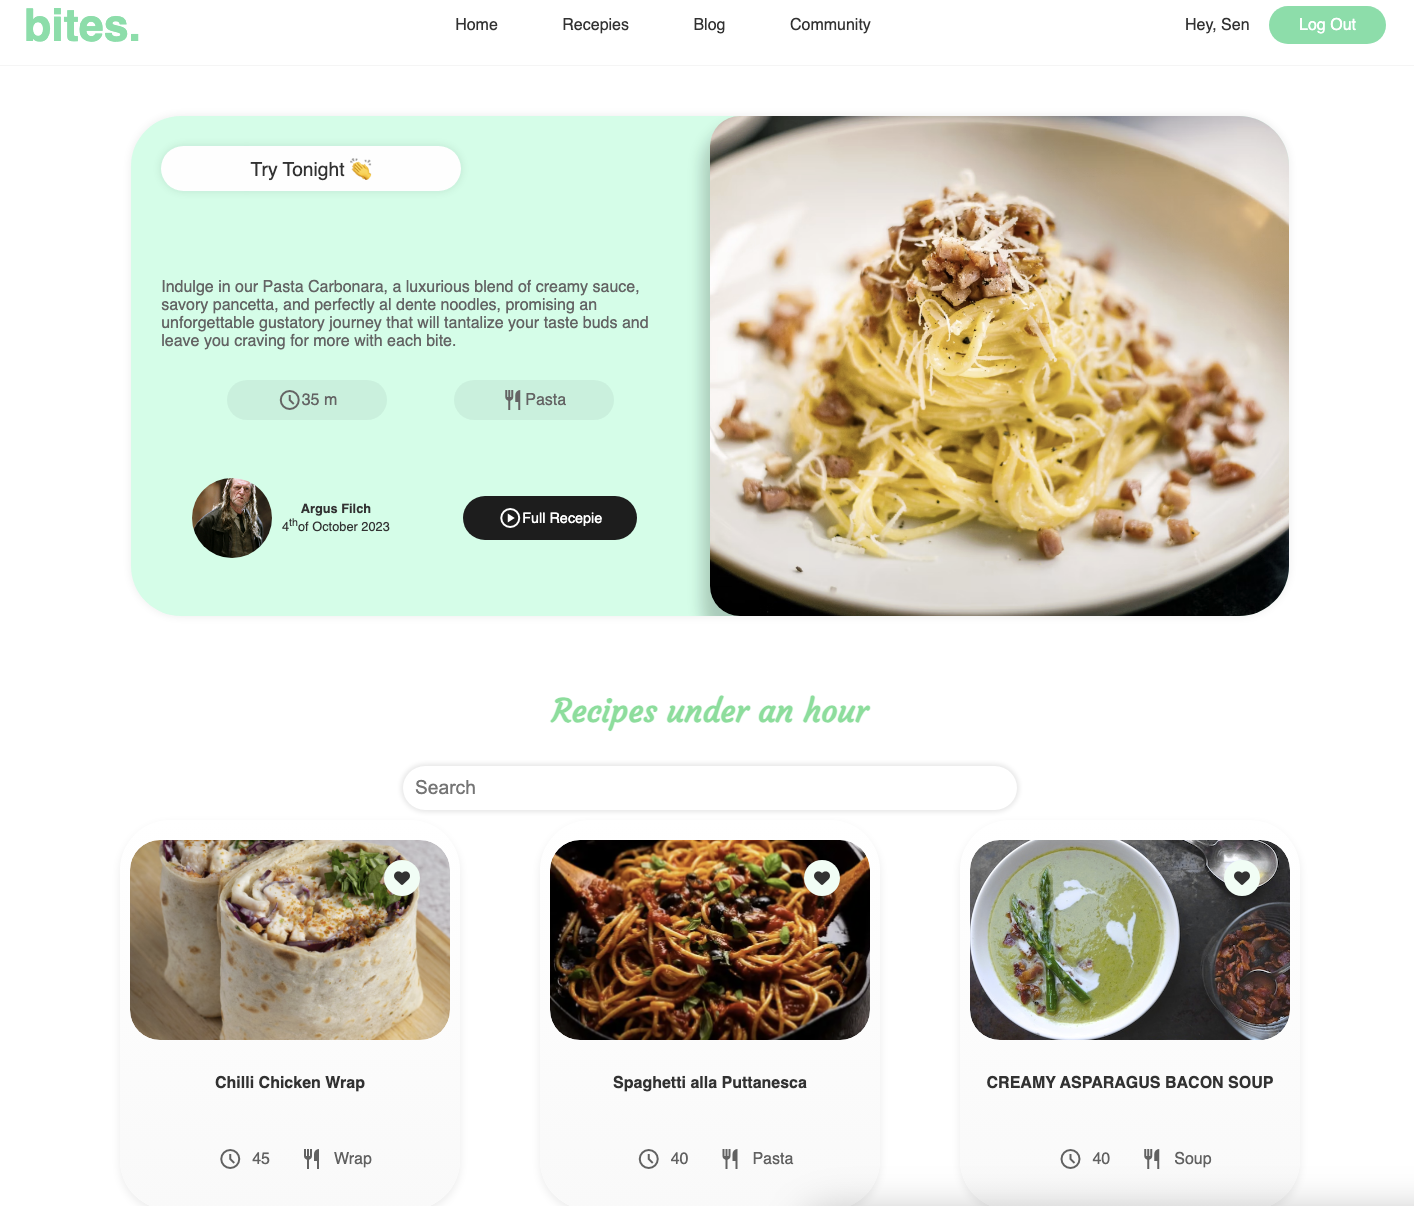 bites.
Home Recepies Blog Community
Hey, Sen Log Out
Try Tonight 👏
Indulge in our Pasta Carbonara, a luxurious blend of creamy sauce,
savory pancetta, and perfectly al dente noodles, promising an
unforgettable gustatory journey that will tantalize your taste buds and
leave you craving for more with each bite.
35 m Pasta
Argus Filch
4th of October 2023
Full Recepie
Recipes under an hour
Search
Chilli Chicken Wrap
45 Wrap
Spaghetti alla Puttanesca
40 Pasta
CREAMY ASPARAGUS BACON SOUP
40 Soup